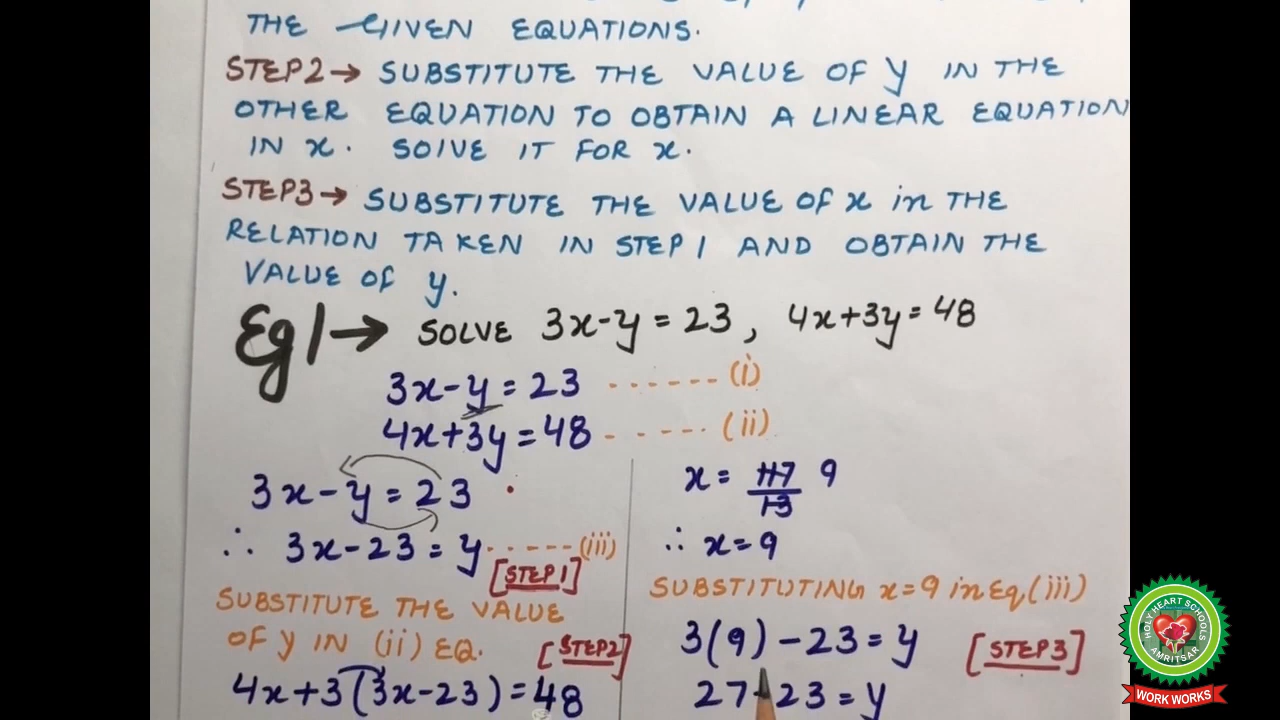 THE GIVEN EQUATIONS.
STEP2→ SUBSTITUTE THE VALUE OF y IN THE
OTHER EQUATION TO OBTAIN A LINEAR EQUATION
IN x. SOLVE IT FOR x.
STEP3→ SUBSTITUTE THE VALUE OF x in THE
RELATION TAKEN IN STEP 1 AND OBTAIN THE
VALUE Of y.
Eg1→ SOLVE 3x-y=23, 4x+3y=48
3x-y=23 ------ (i)
4x+3y=48 ------ (ii)
3x-y=23
∴ 3x-23=y ------ (iii)
[STEP1]
SUBSTITUTE THE VALUE
OF y IN (ii) EQ. [STEP2]
4x+3(3x-23)=48
x = 117/13 9
∴ x=9
SUBSTITUTING x=9 in Eq(iii)
3(9)-23=y [STEP3]
27-23=y
HOLY HEART SCHOOLS
AMRITSAR
WORK WORKS